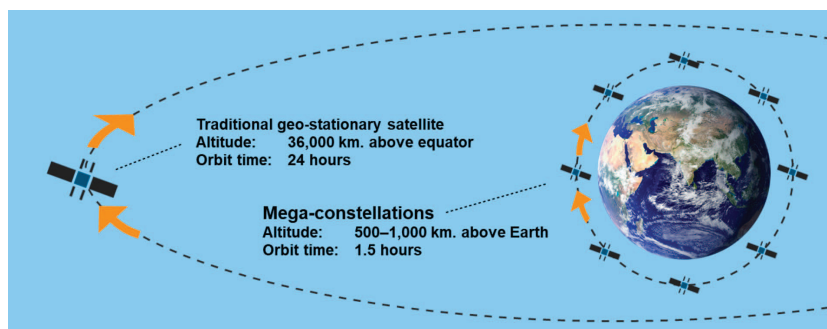 Traditional geo-stationary satellite
Altitude: 36,000 km. above equator
Orbit time: 24 hours
Mega-constellations
Altitude: 500–1,000 km. above Earth
Orbit time: 1.5 hours